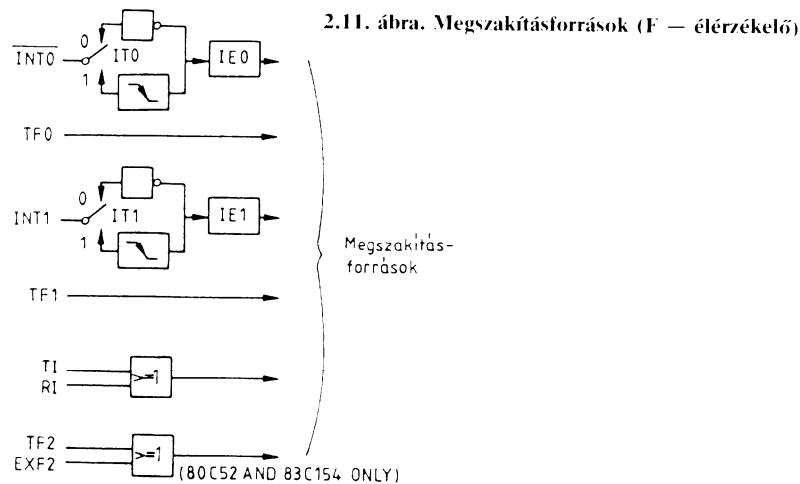 2.11. ábra. Megszakításforrások (F — élérzékelő)
INT0
0
IT0
1
IE0
TF0
INT1
0
IT1
1
IE1
TF1
Megszakítás-
források
TI
RI
>=1
TF2
EXF2
>=1
(80C52 AND 83C154 ONLY)